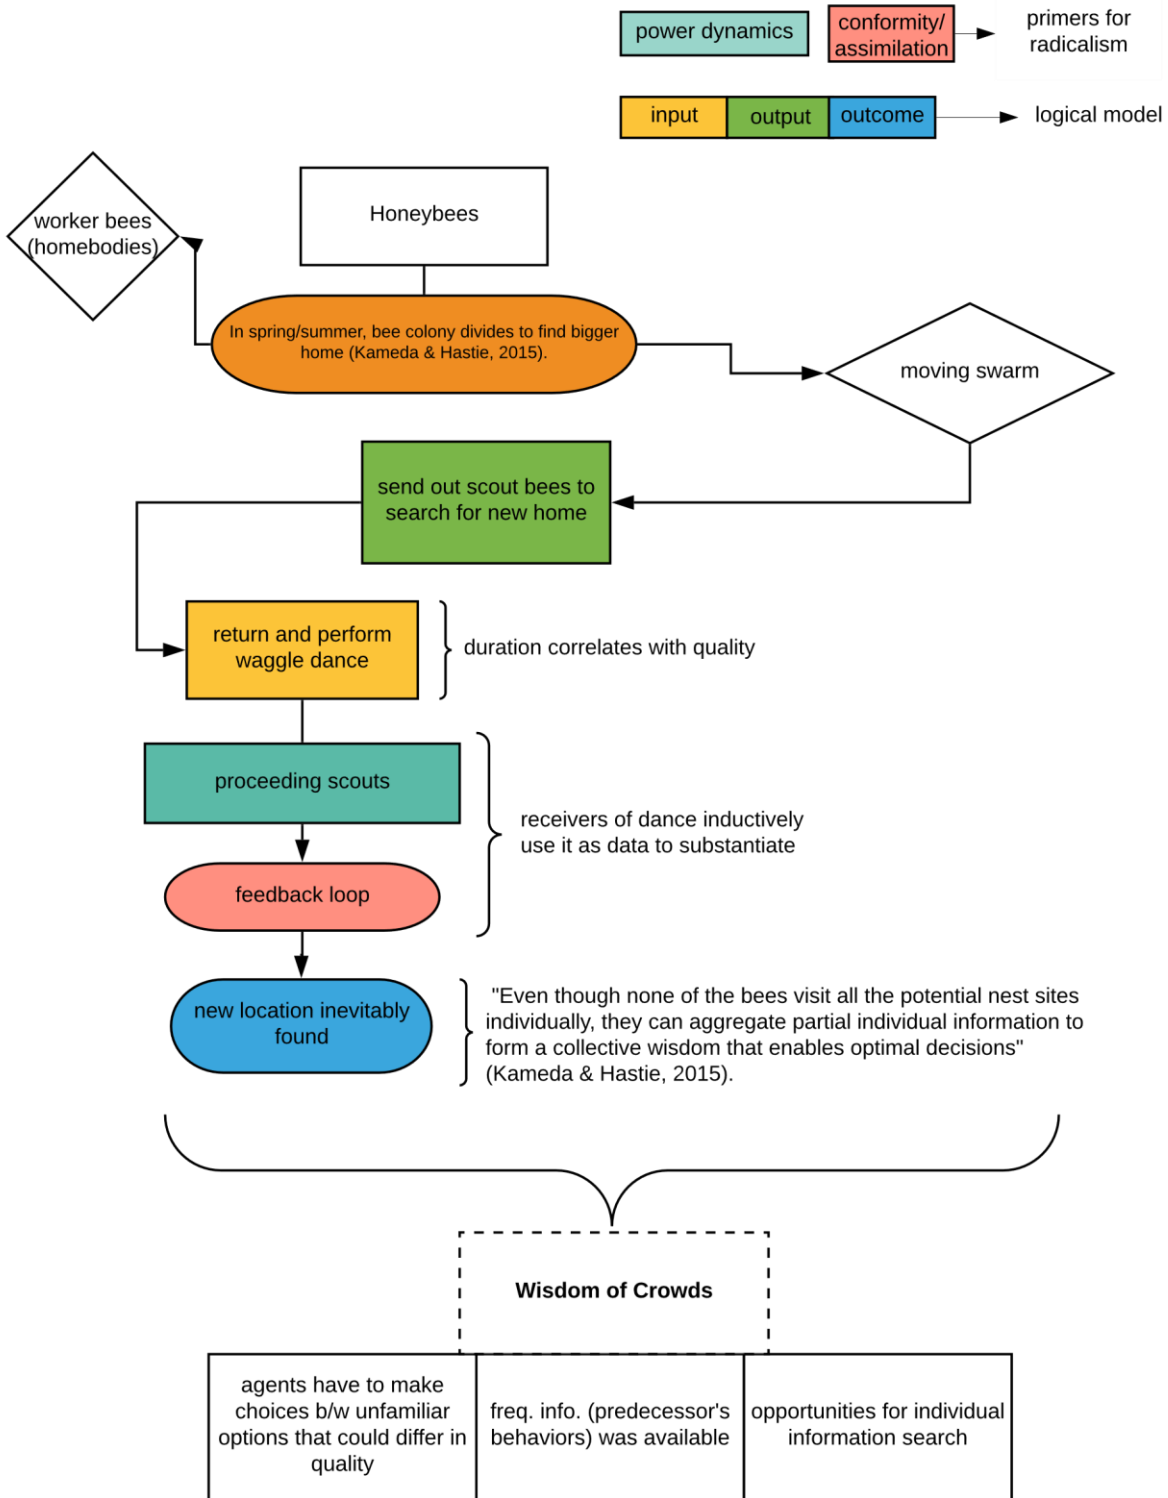 power dynamics
conformity/
assimilation
primers for
radicalism
input
output
outcome
logical model
worker bees
(homebodies)
Honeybees
In spring/summer, bee colony divides to find bigger
home (Kameda & Hastie, 2015).
moving swarm
send out scout bees to
search for new home
return and perform
waggle dance
duration correlates with quality
proceeding scouts
receivers of dance inductively
use it as data to substantiate
feedback loop
new location inevitably
found
"Even though none of the bees visit all the potential nest sites
individually, they can aggregate partial individual information to
form a collective wisdom that enables optimal decisions"
(Kameda & Hastie, 2015).
Wisdom of Crowds
agents have to make
choices b/w unfamiliar
options that could differ in
quality
freq. info. (predecessor's
behaviors) was available
opportunities for individual
information search